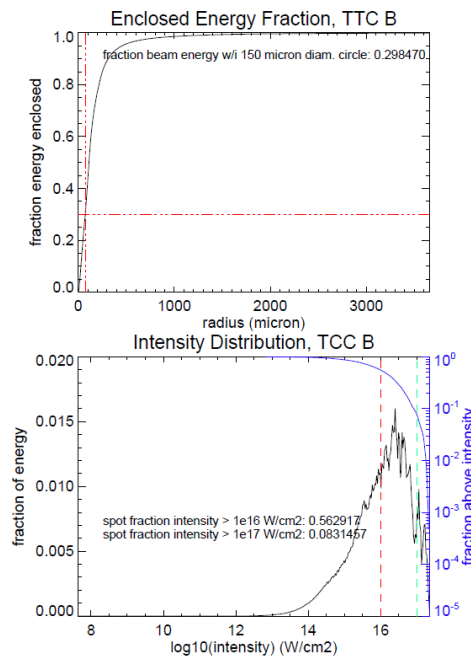 Enclosed Energy Fraction, TTC B
1.0
fraction beam energy w/i 150 micron diam. circle: 0.298470
0.8
0.6
0.4
0.2
0.0
fraction energy enclosed
0
1000
2000
3000
radius (micron)
Intensity Distribution, TCC B
0.020
0.015
0.010
0.005
0.000
fraction of energy
spot fraction intensity > 1e16 W/cm2: 0.562917
spot fraction intensity > 1e17 W/cm2: 0.0831457
10^0
10^-1
10^-2
10^-3
10^-4
10^-5
fraction above intensity
8
10
12
14
16
log10(intensity) (W/cm2)